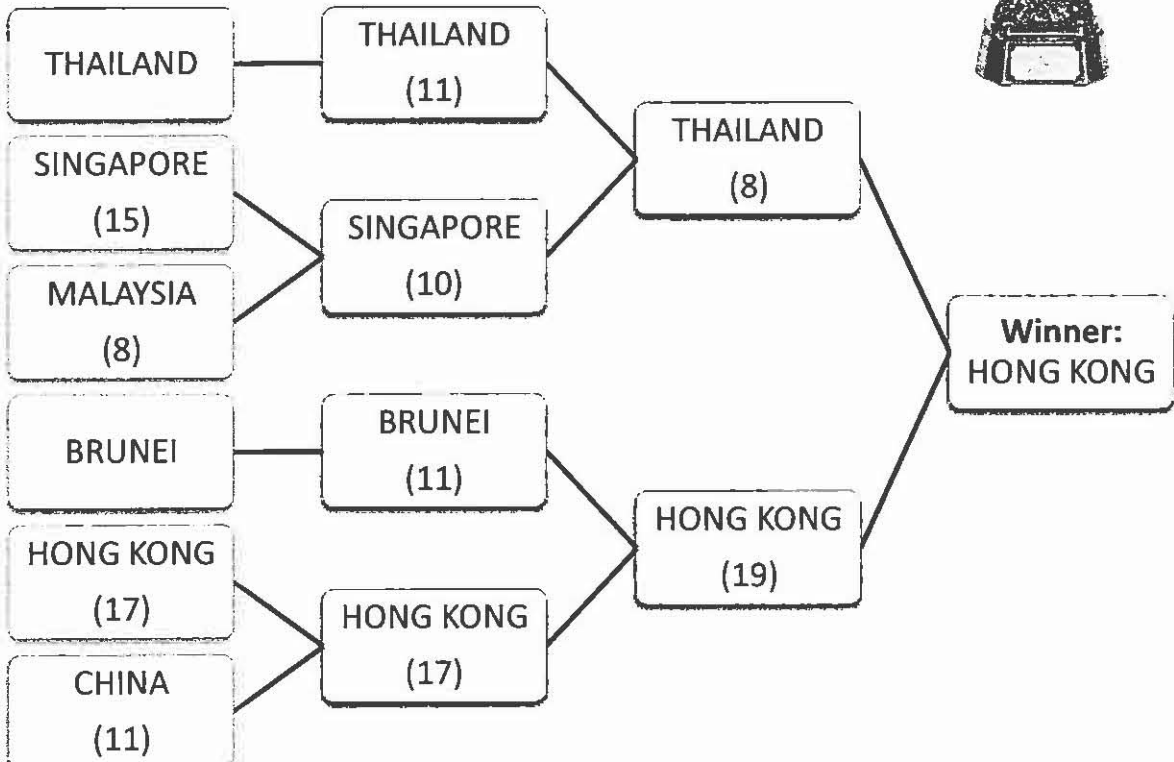 THAILAND
THAILAND
(11)
THAILAND
(8)
SINGAPORE
(15)
SINGAPORE
(10)
MALAYSIA
(8)
Winner:
HONG KONG
BRUNEI
BRUNEI
(11)
HONG KONG
(19)
HONG KONG
(17)
HONG KONG
(17)
CHINA
(11)